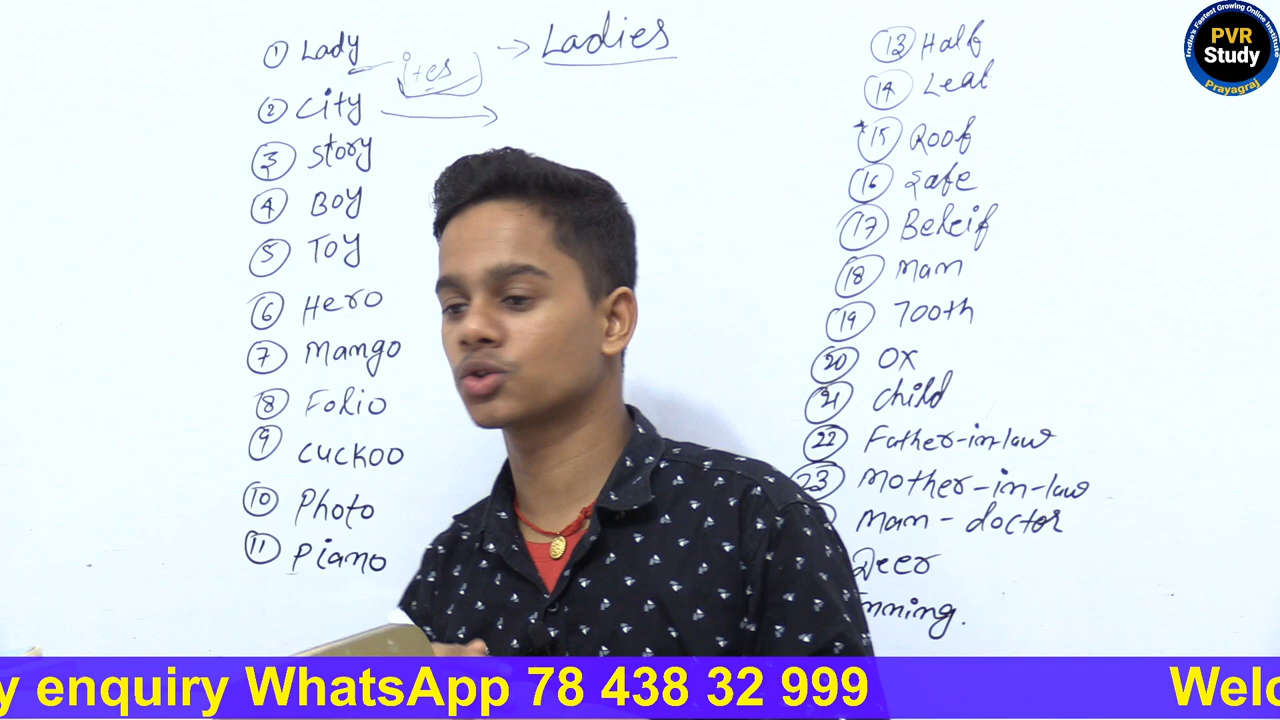 ① Lady
i+es
→ Ladies
② City
③ Story
④ Boy
⑤ Toy
⑥ Hero
⑦ Mango
⑧ Folio
⑨ Cuckoo
⑩ Photo
⑪ Piano
⑬ Half
⑭ Leaf
*⑮ Roof
⑯ Safe
⑰ Beleif
⑱ Man
⑲ Tooth
⑳ Ox
㉑ Child
㉒ Father-in-law
㉓ Mother-in-law
Man-doctor
Deer
nning.
India's Fastest Growing Online Institute
PVR
Study
Prayagraj
y enquiry WhatsApp 78 438 32 999 Welc